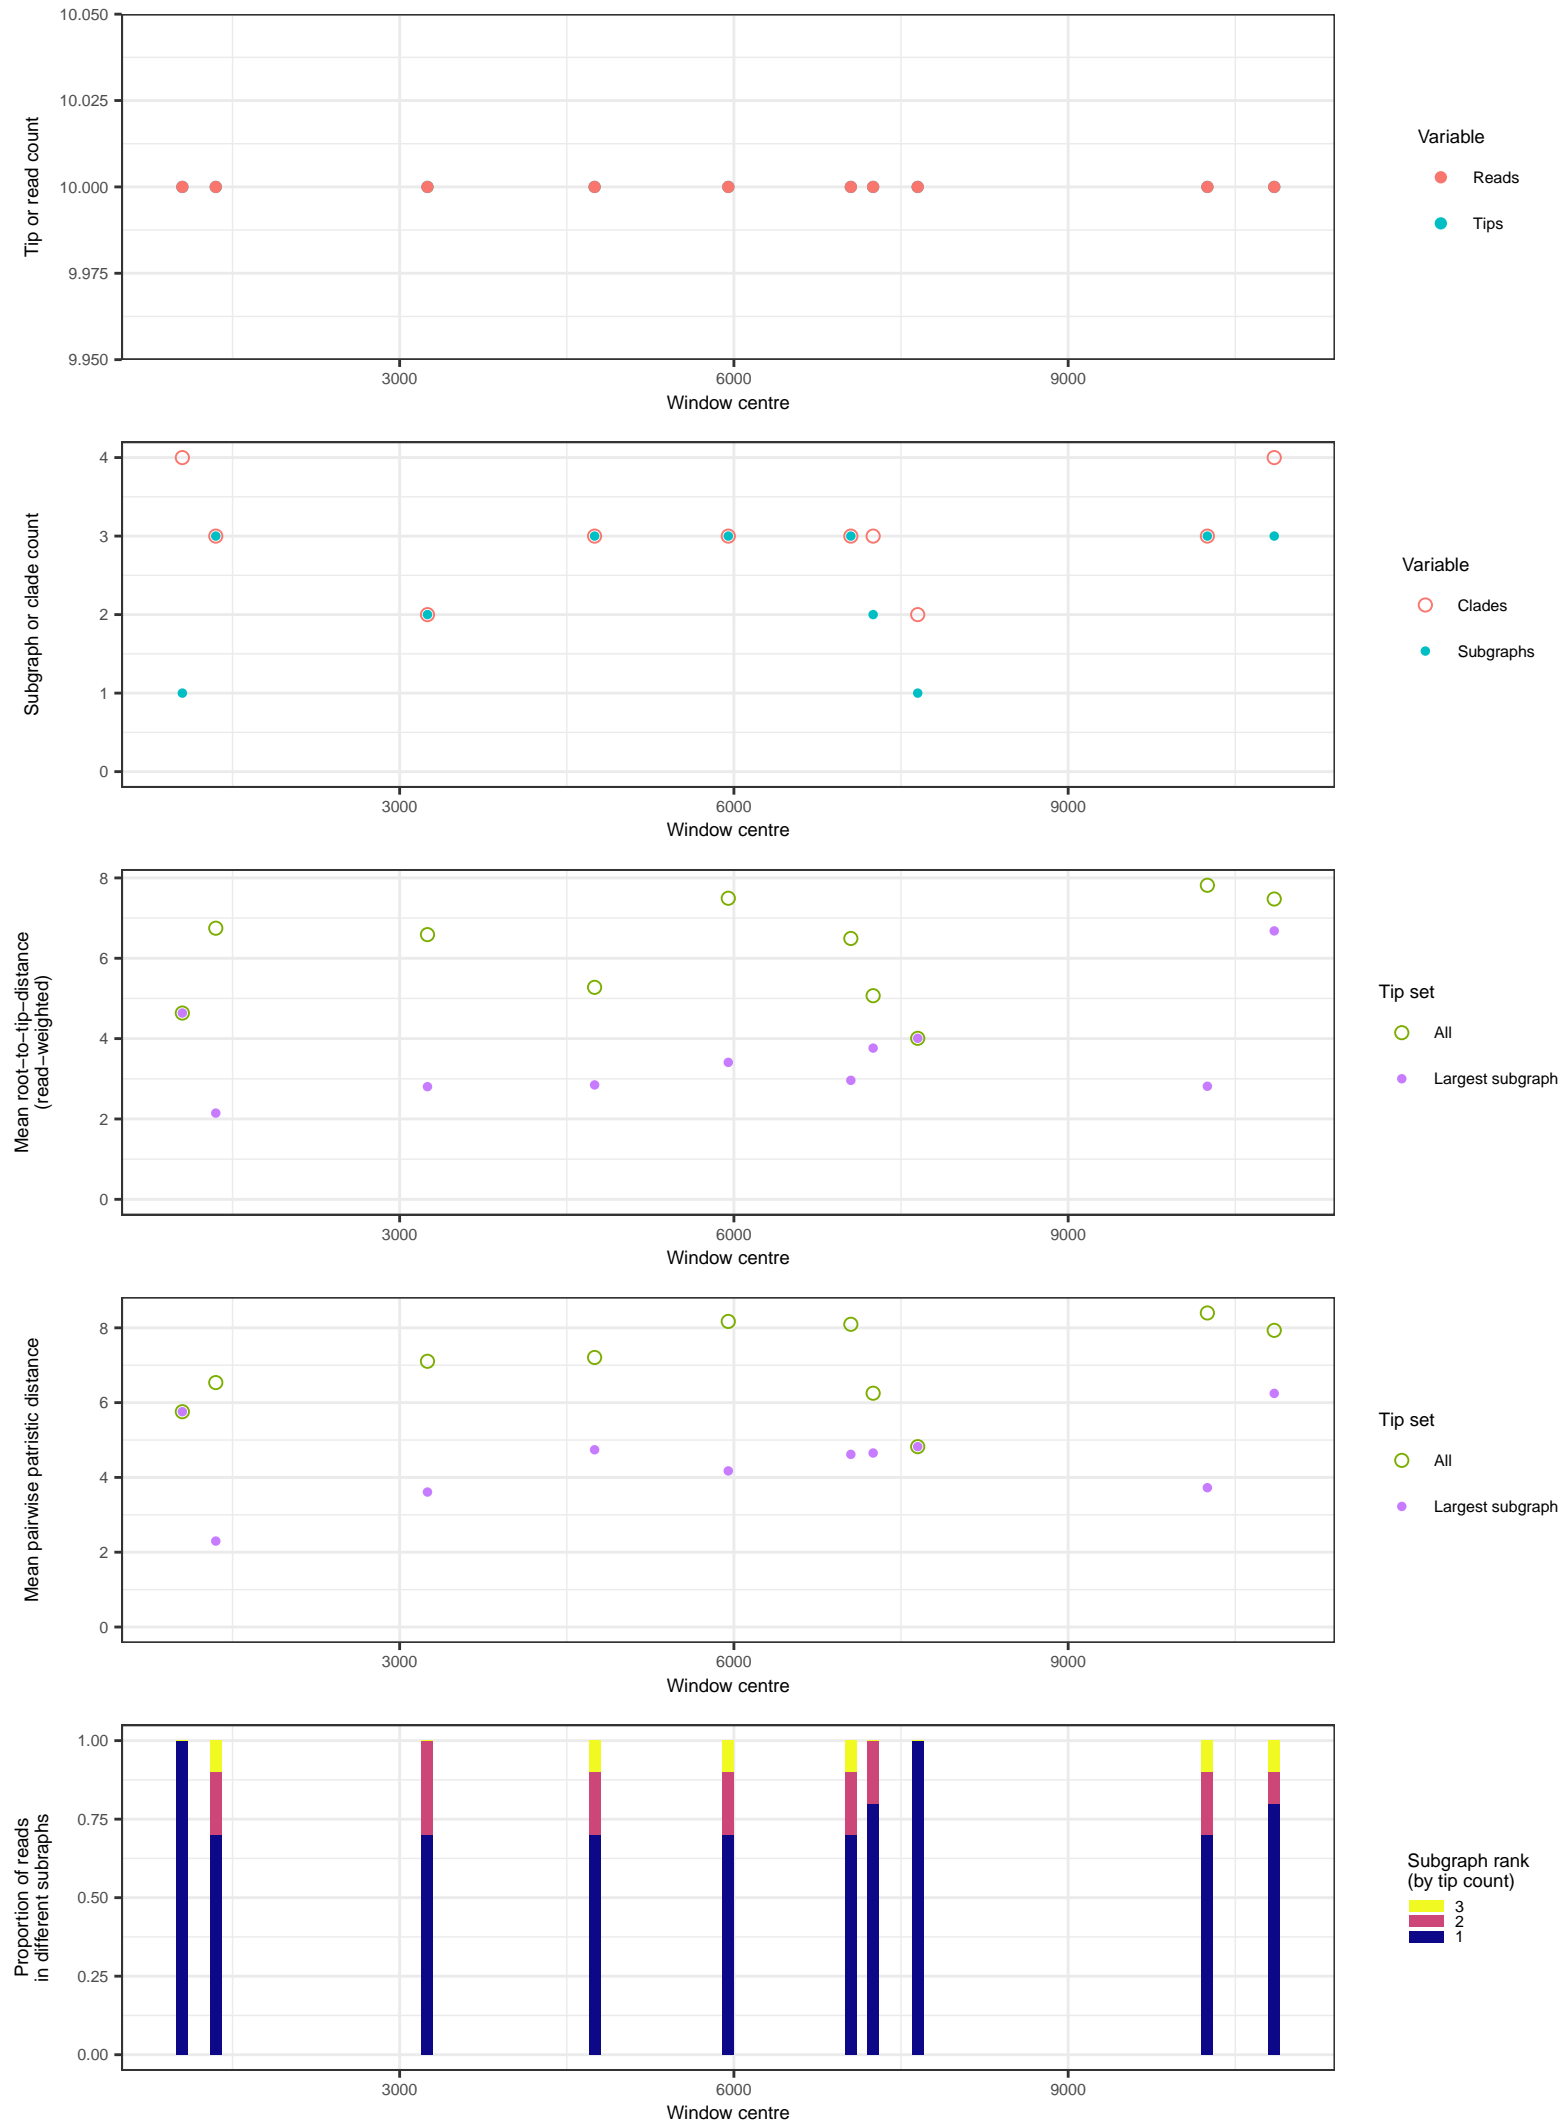 10.050
10.025
10.000
9.975
9.950
Tip or read count
3000
6000
9000
Window centre
Variable
Reads
Tips
4
3
2
1
0
Subgraph or clade count
3000
6000
9000
Window centre
Variable
Clades
Subgraphs
8
6
4
2
0
Mean root−to−tip−distance
(read−weighted)
3000
6000
9000
Window centre
Tip set
All
Largest subgraph
8
6
4
2
0
Mean pairwise patristic distance
3000
6000
9000
Window centre
Tip set
All
Largest subgraph
1.00
0.75
0.50
0.25
0.00
Proportion of reads
in different subraphs
3000
6000
9000
Window centre
Subgraph rank
(by tip count)
3
2
1